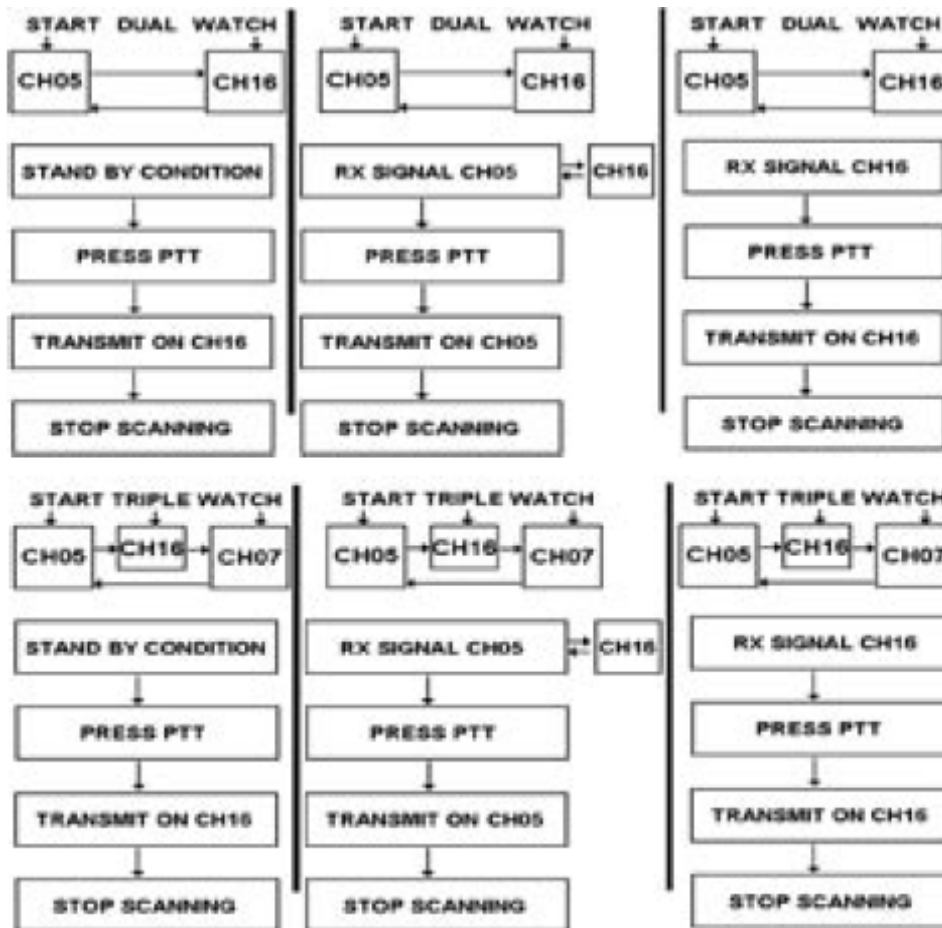 START DUAL WATCH
CH05 CH16
STAND BY CONDITION
PRESS PTT
TRANSMIT ON CH16
STOP SCANNING
START DUAL WATCH
CH05 CH16
RX SIGNAL CH05 CH16
PRESS PTT
TRANSMIT ON CH05
STOP SCANNING
START DUAL WATCH
CH05 CH16
RX SIGNAL CH16
PRESS PTT
TRANSMIT ON CH16
STOP SCANNING
START TRIPLE WATCH
CH05 CH16 CH07
STAND BY CONDITION
PRESS PTT
TRANSMIT ON CH16
STOP SCANNING
START TRIPLE WATCH
CH05 CH16 CH07
RX SIGNAL CH05 CH16
PRESS PTT
TRANSMIT ON CH05
STOP SCANNING
START TRIPLE WATCH
CH05 CH16 CH07
RX SIGNAL CH16
PRESS PTT
TRANSMIT ON CH16
STOP SCANNING